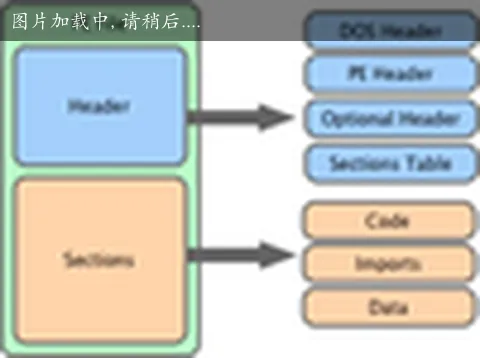 图片加载中,请稍后....
DOS Header
Header
PE Header
Optional Header
Sections Table
Sections
Code
Imports
Data